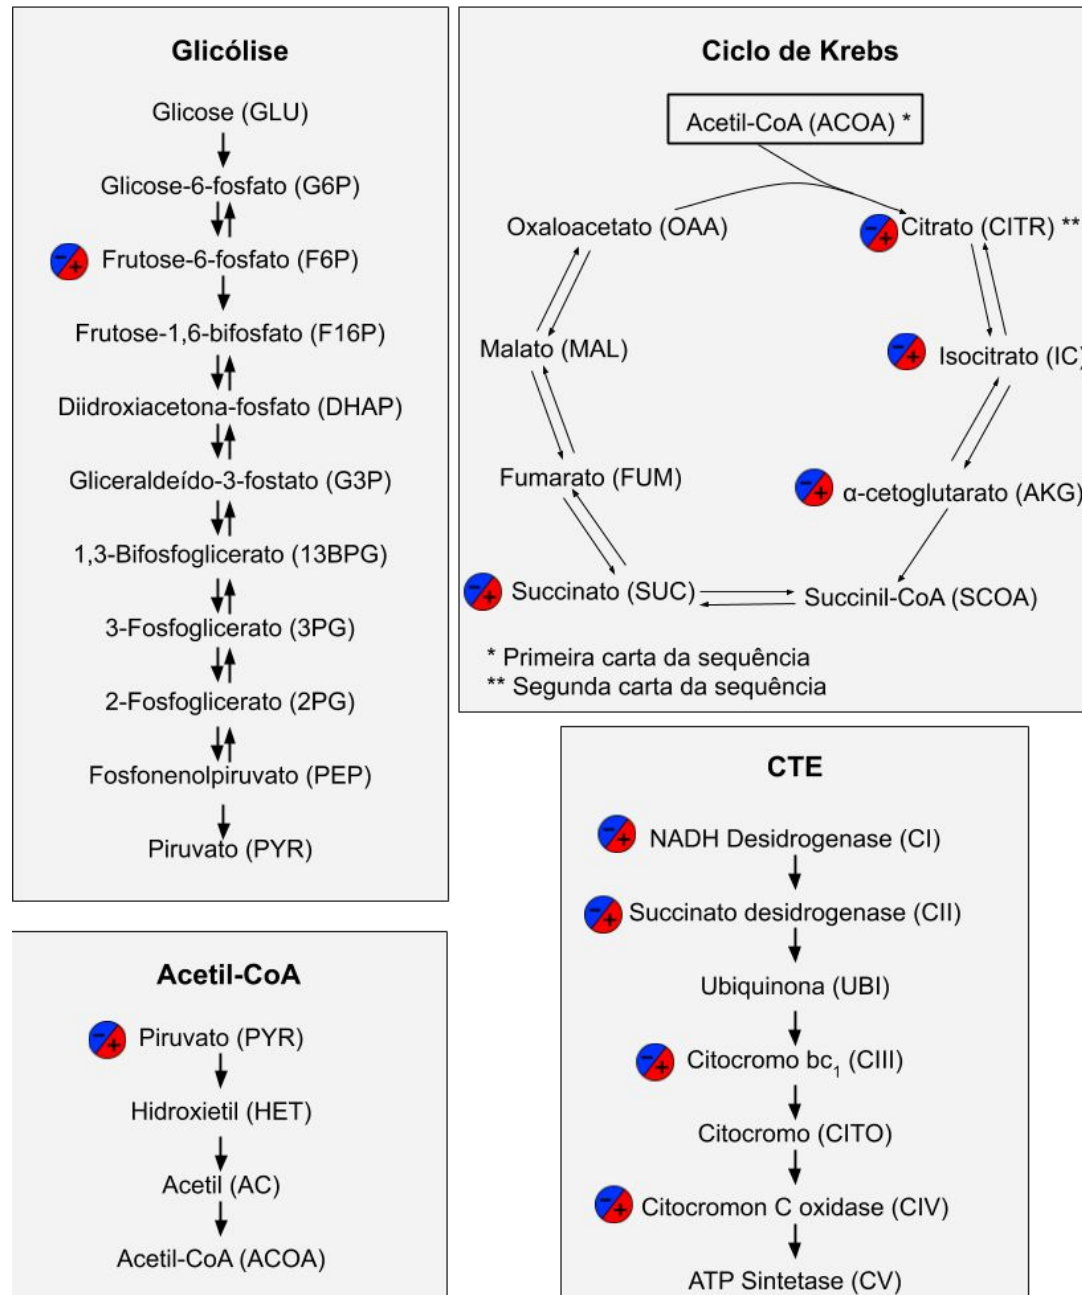 Glicólise
Glicose (GLU)
Glicose-6-fosfato (G6P)
Frutose-6-fosfato (F6P)
Frutose-1,6-bifosfato (F16P)
Diidroxiacetona-fosfato (DHAP)
Gliceraldeído-3-fostato (G3P)
1,3-Bifosfoglicerato (13BPG)
3-Fosfoglicerato (3PG)
2-Fosfoglicerato (2PG)
Fosfonenolpiruvato (PEP)
Piruvato (PYR)
Ciclo de Krebs
Acetil-CoA (ACOA) *
Oxaloacetato (OAA)
Citrato (CITR) **
Malato (MAL)
Isocitrato (IC)
Fumarato (FUM)
α-cetoglutarato (AKG)
Succinato (SUC)
Succinil-CoA (SCOA)
* Primeira carta da sequência
** Segunda carta da sequência
Acetil-CoA
Piruvato (PYR)
Hidroxietil (HET)
Acetil (AC)
Acetil-CoA (ACOA)
CTE
NADH Desidrogenase (CI)
Succinato desidrogenase (CII)
Ubiquinona (UBI)
Citocromo bc₁ (CIII)
Citocromo (CITO)
Citocromon C oxidase (CIV)
ATP Sintetase (CV)